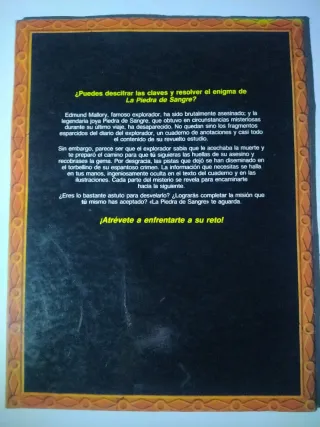 ¿Puedes descifrar las claves y resolver el enigma de
La Piedra de Sangre?
Edmund Mallory, famoso explorador, ha sido brutalmente asesinado; y la
legendaria joya Piedra de Sangre, que obtuvo en circunstancias misteriosas
durante su último viaje, ha desaparecido. No quedan sino los fragmentos
esparcidos del diario del explorador, un cuaderno de anotaciones y casi todo
el contenido de su revuelto estudio.
Sin embargo, parece ser que el explorador sabía que le acechaba la muerte y
te preparó el camino para que tú siguieras las huellas de su asesino y
recobrases la gema. Por desgracia, las pistas que dejó se han diseminado en
el torbellino de su espantoso crimen. La información que necesitas se halla
en tus manos, ingeniosamente oculta en el texto del cuaderno y en las
ilustraciones. Cada parte del misterio se revela para encaminarte
hacia la siguiente.
¿Eres lo bastante astuto para desvelarlo? ¿Lograrás completar la misión que
tú mismo has aceptado? «La Piedra de Sangre» te aguarda.
¡Atrévete a enfrentarte a su reto!